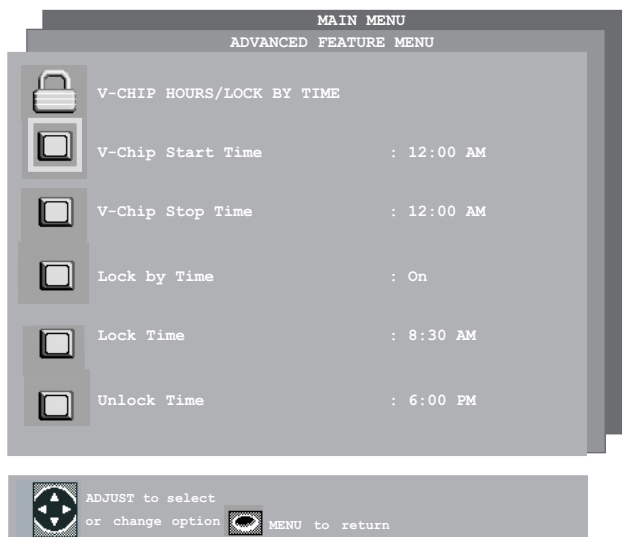 MAIN MENU
ADVANCED FEATURE MENU
V-CHIP HOURS/LOCK BY TIME
V-Chip Start Time : 12:00 AM
V-Chip Stop Time : 12:00 AM
Lock by Time : On
Lock Time : 8:30 AM
Unlock Time : 6:00 PM
ADJUST to select
or change option MENU to return